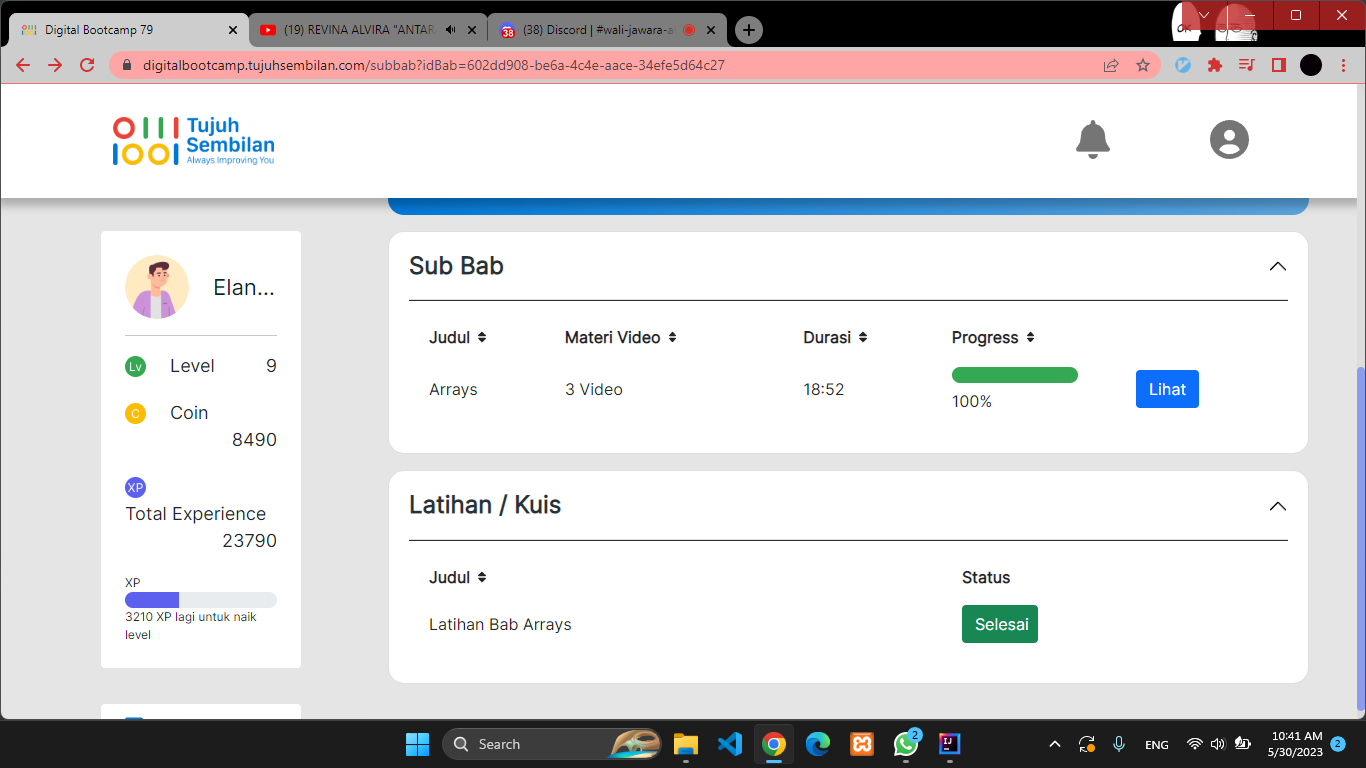 Digital Bootcamp 79
(19) REVINA ALVIRA "ANTAR
(38) Discord | #wali-jawara-a
digitalbootcamp.tujuhsembilan.com/subbab?idBab=602dd908-be6a-4c4e-aace-34efe5d64c27
Tujuh
Sembilan
Always Improving You
Elan...
Lv Level 9
C Coin
8490
XP
Total Experience
23790
XP
3210 XP lagi untuk naik
level
Sub Bab
Judul Materi Video Durasi Progress
Arrays 3 Video 18:52 100% Lihat
Latihan / Kuis
Judul Status
Latihan Bab Arrays Selesai
Search
2
ENG
10:41 AM
5/30/2023
2